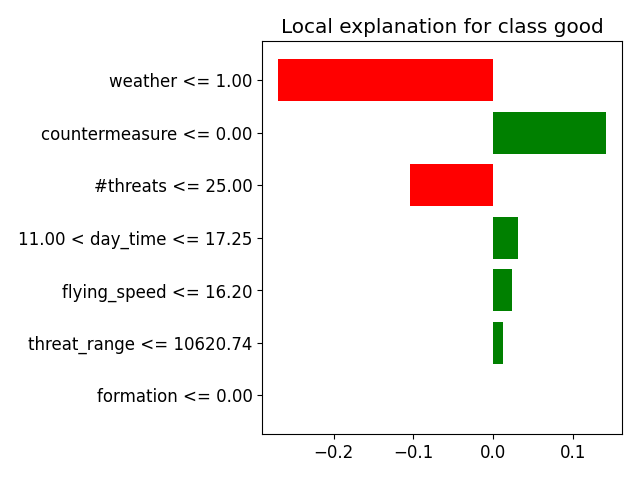 Local explanation for class good
weather <= 1.00
countermeasure <= 0.00
#threats <= 25.00
11.00 < day_time <= 17.25
flying_speed <= 16.20
threat_range <= 10620.74
formation <= 0.00
−0.2 −0.1 0.0 0.1